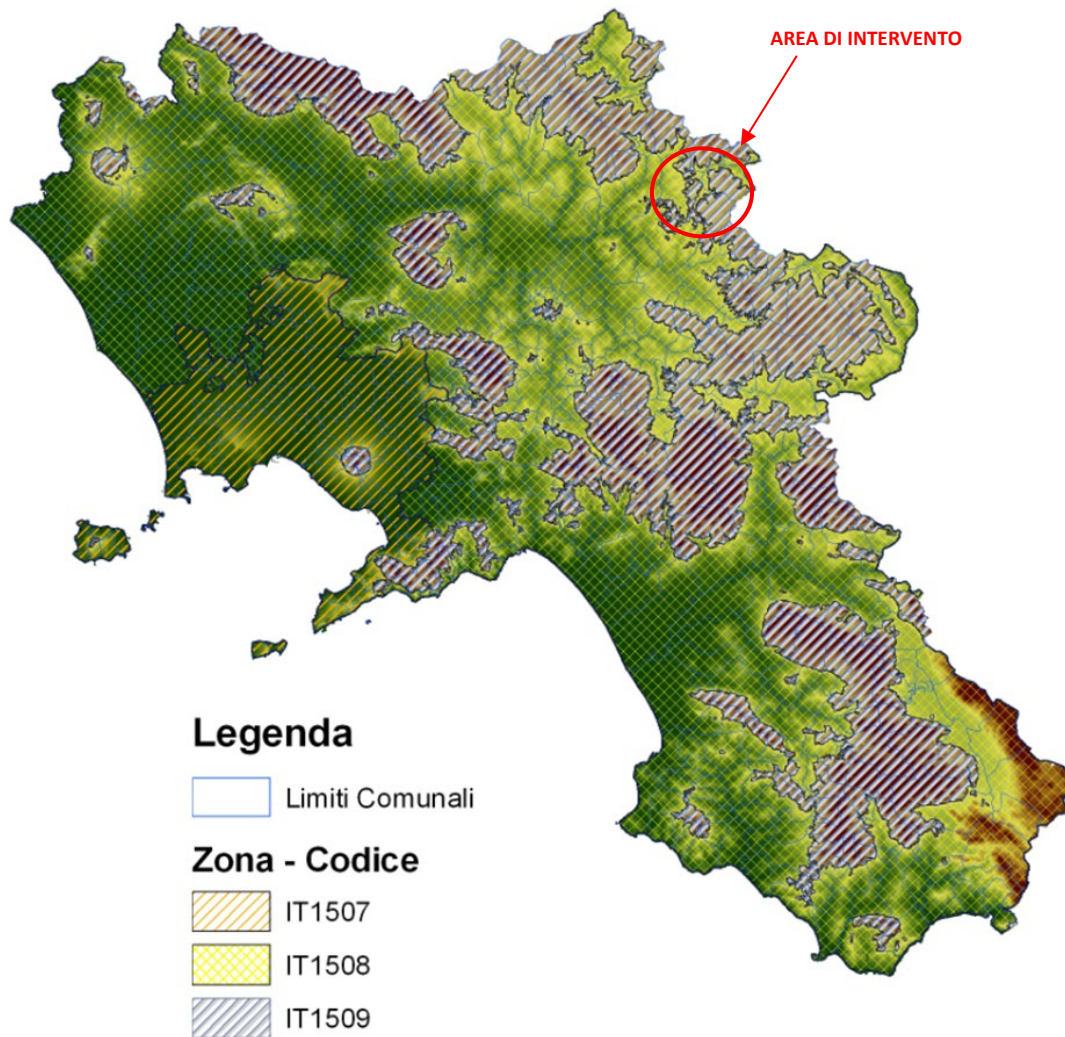 AREA DI INTERVENTO
Legenda
Limiti Comunali
Zona - Codice
IT1507
IT1508
IT1509